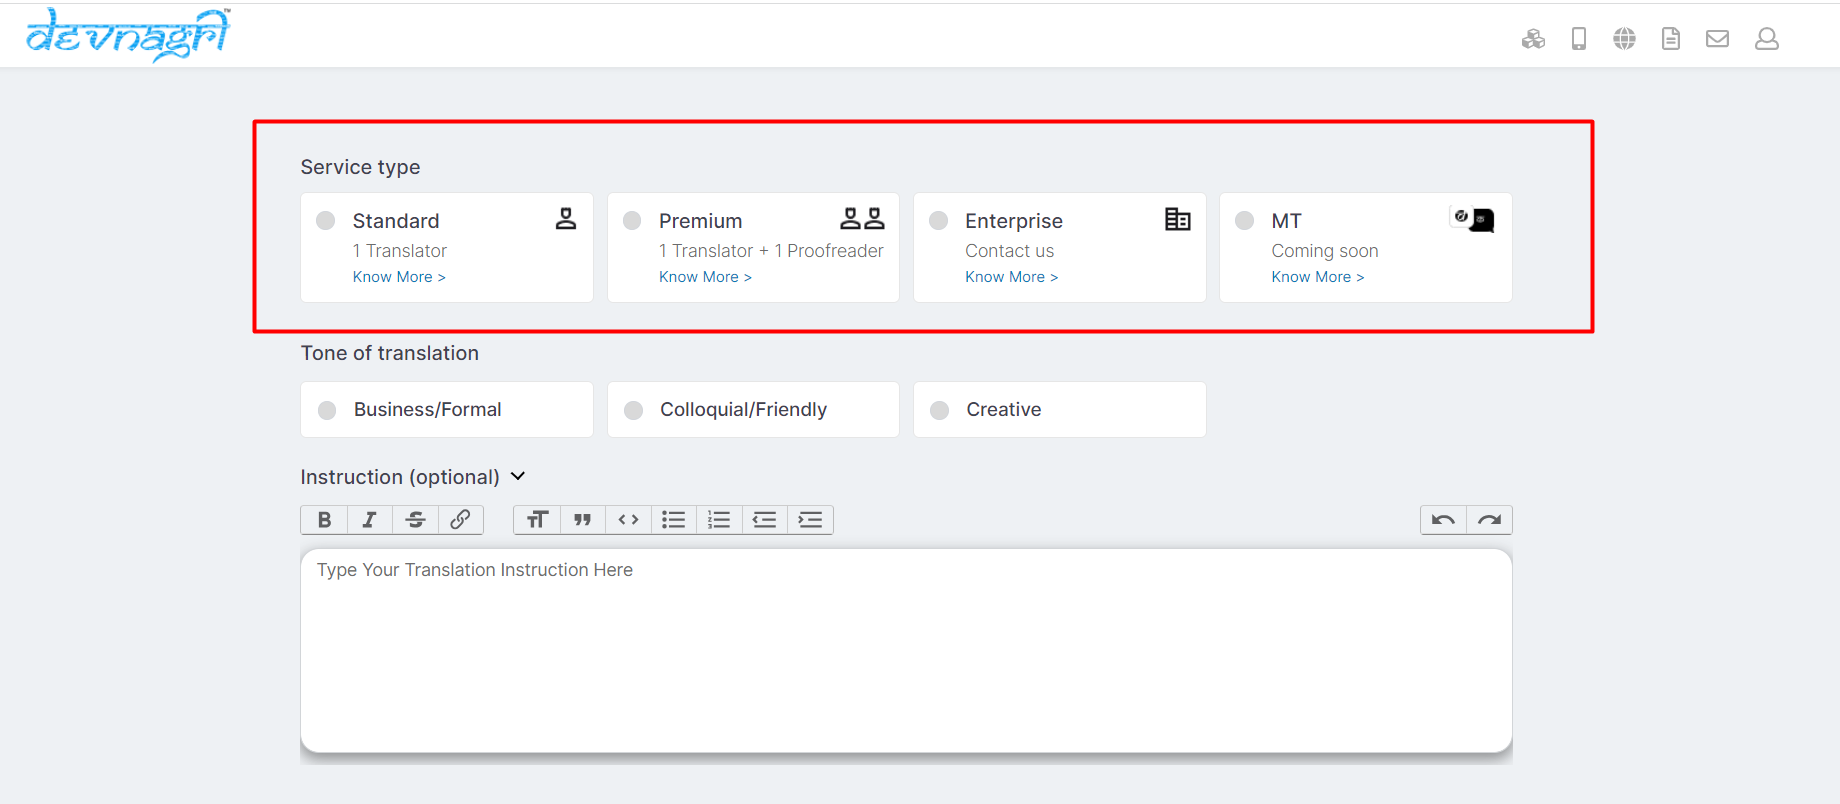 devnagri™
Service type
Standard
1 Translator
Know More >
Premium
1 Translator + 1 Proofreader
Know More >
Enterprise
Contact us
Know More >
MT
Coming soon
Know More >
Tone of translation
Business/Formal
Colloquial/Friendly
Creative
Instruction (optional)
Type Your Translation Instruction Here